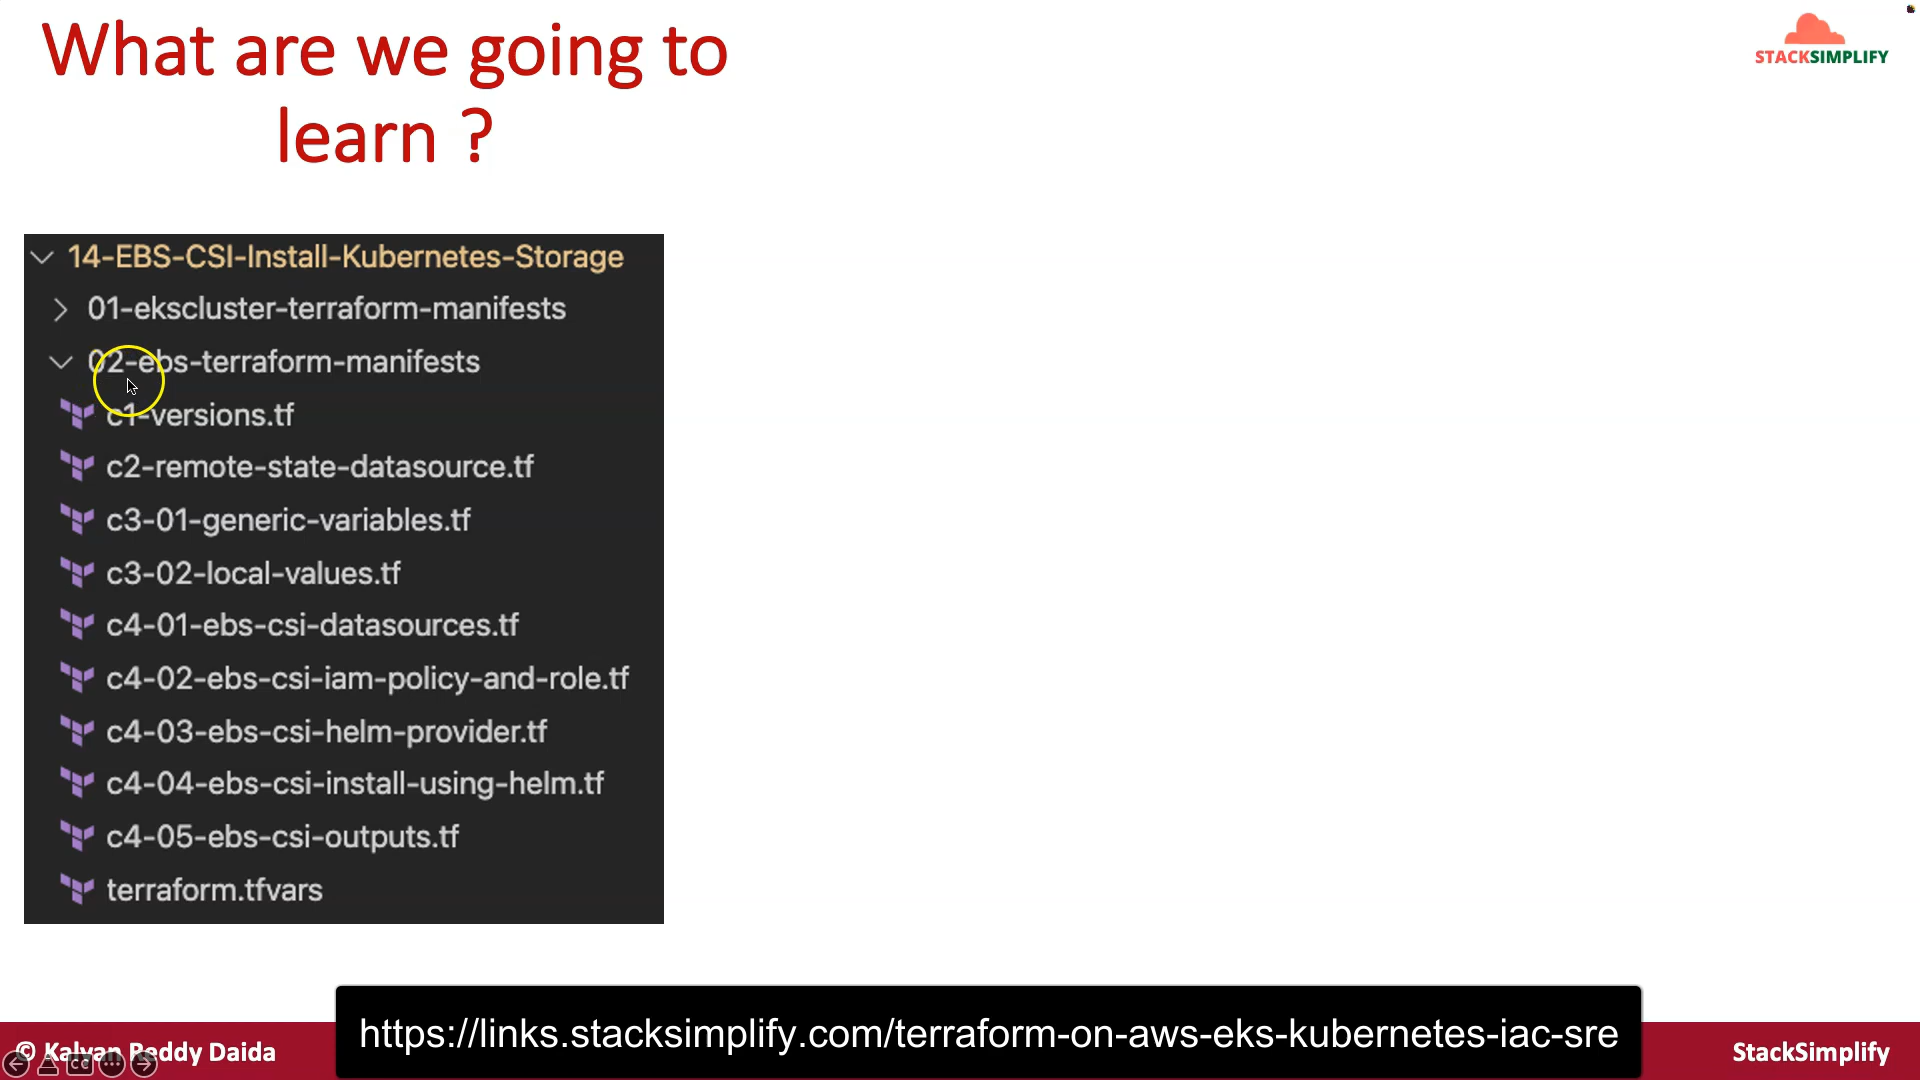 What are we going to
learn ?
STACKSIMPLIFY
14-EBS-CSI-Install-Kubernetes-Storage
01-ekscluster-terraform-manifests
02-ebs-terraform-manifests
c1-versions.tf
c2-remote-state-datasource.tf
c3-01-generic-variables.tf
c3-02-local-values.tf
c4-01-ebs-csi-datasources.tf
c4-02-ebs-csi-iam-policy-and-role.tf
c4-03-ebs-csi-helm-provider.tf
c4-04-ebs-csi-install-using-helm.tf
c4-05-ebs-csi-outputs.tf
terraform.tfvars
https://links.stacksimplify.com/terraform-on-aws-eks-kubernetes-iac-sre
© Kalyan Reddy Daida
CC
StackSimplify